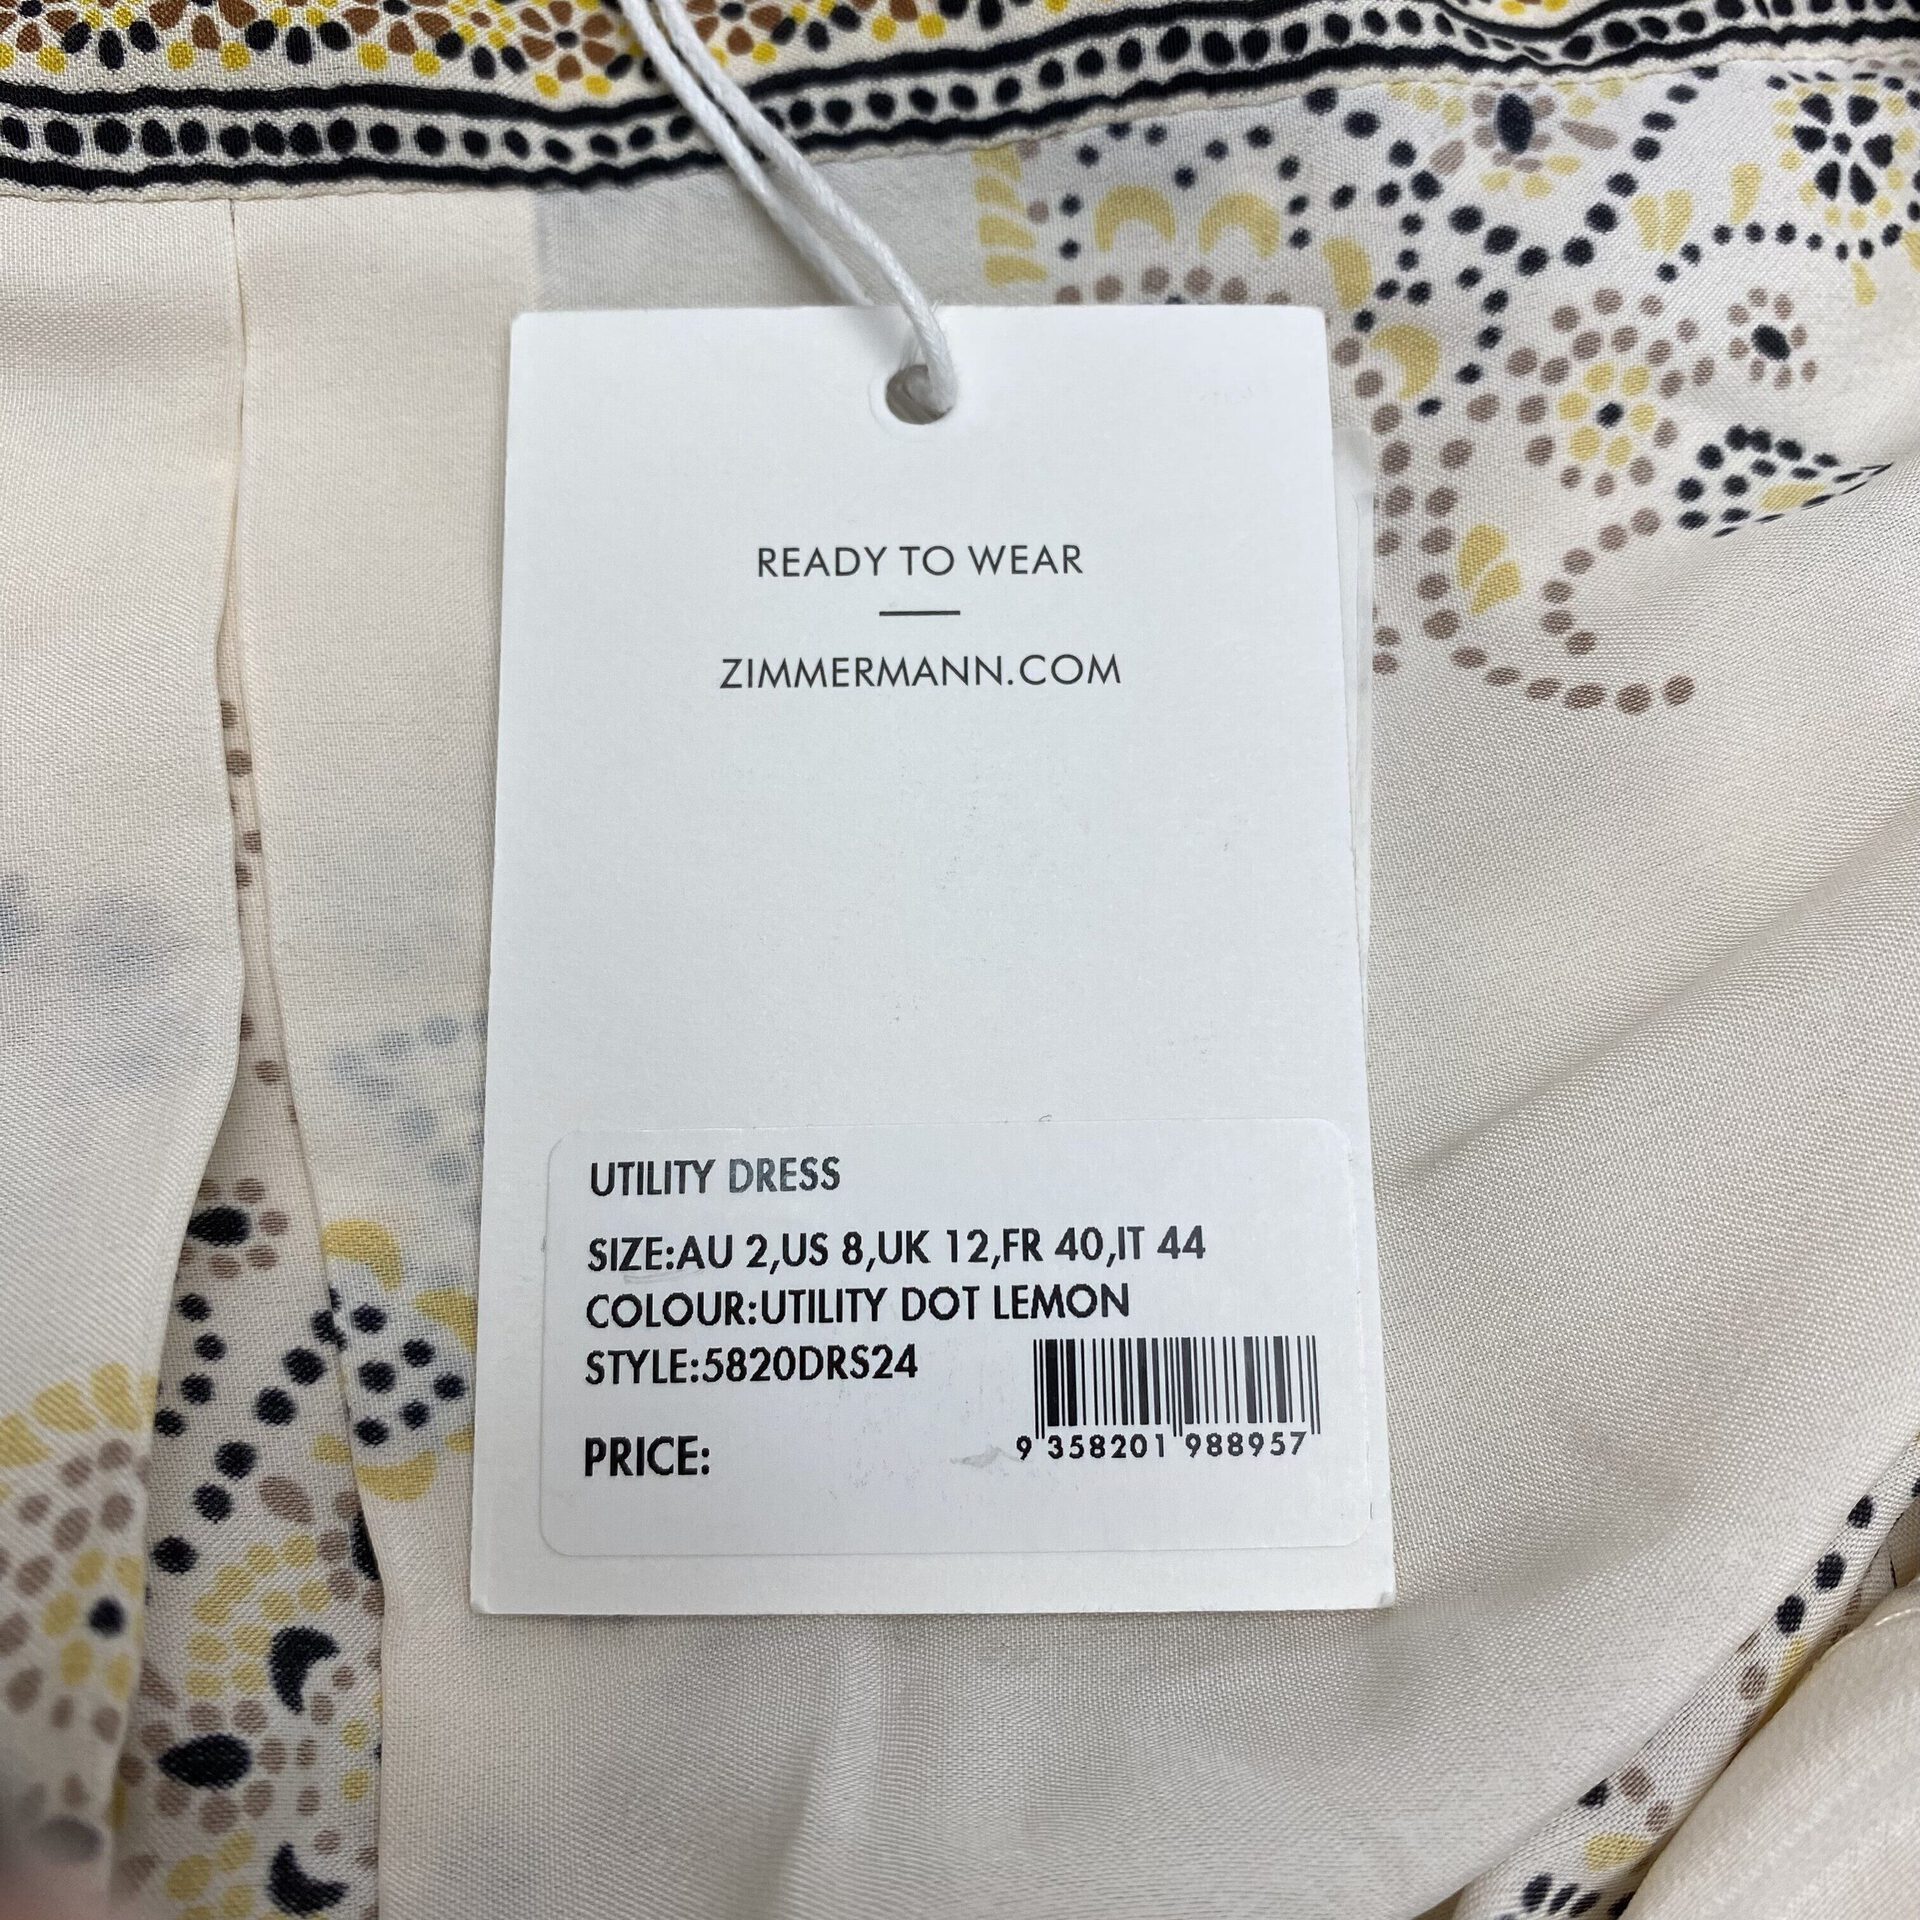 READY TO WEAR
ZIMMERMANN.COM
UTILITY DRESS
SIZE:AU 2,US 8,UK 12,FR 40,IT 44
COLOUR:UTILITY DOT LEMON
STYLE:5820DRS24
9 358201 988957
PRICE: